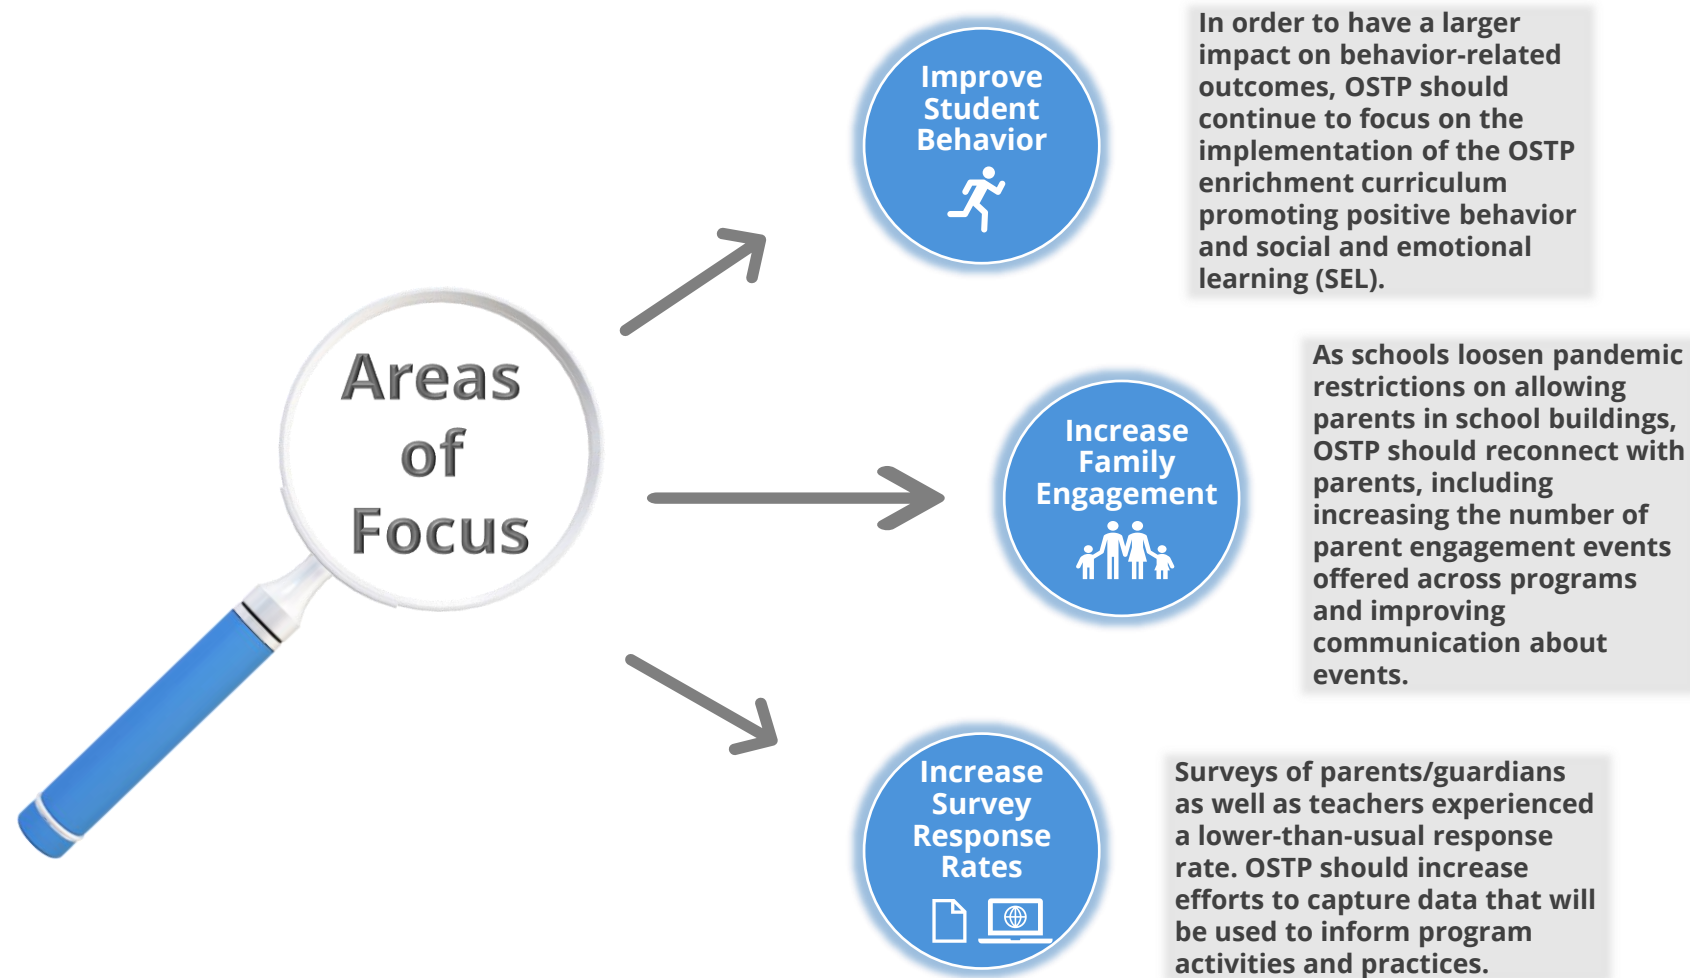 Areas
of
Focus
Improve
Student
Behavior
In order to have a larger
impact on behavior-related
outcomes, OSTP should
continue to focus on the
implementation of the OSTP
enrichment curriculum
promoting positive behavior
and social and emotional
learning (SEL).
Increase
Family
Engagement
As schools loosen pandemic
restrictions on allowing
parents in school buildings,
OSTP should reconnect with
parents, including
increasing the number of
parent engagement events
offered across programs
and improving
communication about
events.
Increase
Survey
Response
Rates
Surveys of parents/guardians
as well as teachers experienced
a lower-than-usual response
rate. OSTP should increase
efforts to capture data that will
be used to inform program
activities and practices.